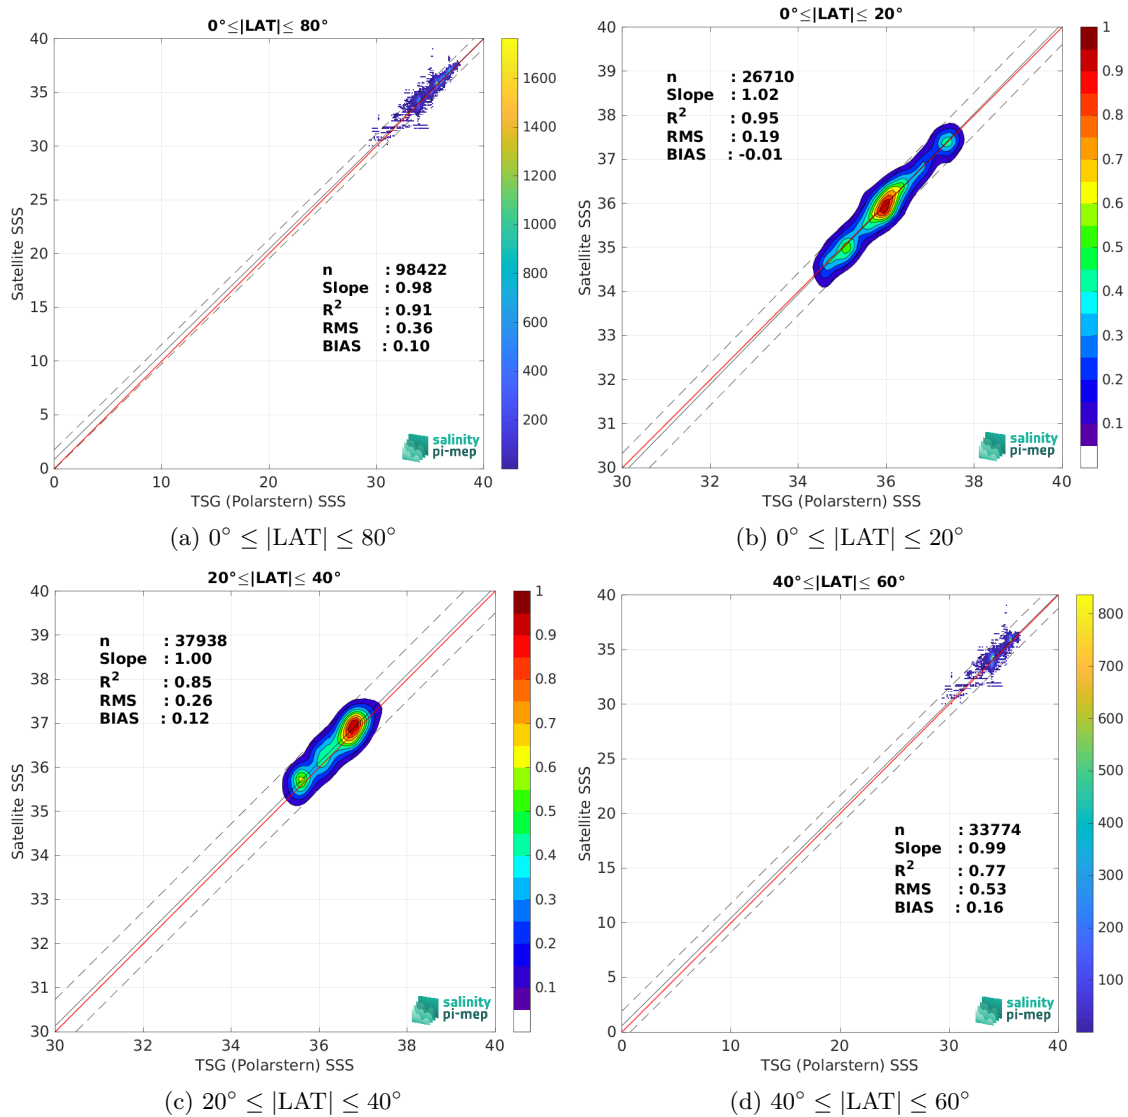 0°≤|LAT|≤ 80°
40
35
30
25
20
15
10
5
0
Satellite SSS
n : 98422
Slope : 0.98
R² : 0.91
RMS : 0.36
BIAS : 0.10
salinity
pi-mep
0 10 20 30 40
TSG (Polarstern) SSS
1600
1400
1200
1000
800
600
400
200
(a) 0° ≤ |LAT| ≤ 80°
0°≤|LAT|≤ 20°
40
39
38
37
36
35
34
33
32
31
30
Satellite SSS
n : 26710
Slope : 1.02
R² : 0.95
RMS : 0.19
BIAS : -0.01
salinity
pi-mep
30 32 34 36 38 40
TSG (Polarstern) SSS
1
0.9
0.8
0.7
0.6
0.5
0.4
0.3
0.2
0.1
(b) 0° ≤ |LAT| ≤ 20°
20°≤|LAT|≤ 40°
40
39
38
37
36
35
34
33
32
31
30
Satellite SSS
n : 37938
Slope : 1.00
R² : 0.85
RMS : 0.26
BIAS : 0.12
salinity
pi-mep
30 32 34 36 38 40
TSG (Polarstern) SSS
1
0.9
0.8
0.7
0.6
0.5
0.4
0.3
0.2
0.1
(c) 20° ≤ |LAT| ≤ 40°
40°≤|LAT|≤ 60°
40
35
30
25
20
15
10
5
0
Satellite SSS
n : 33774
Slope : 0.99
R² : 0.77
RMS : 0.53
BIAS : 0.16
salinity
pi-mep
0 10 20 30 40
TSG (Polarstern) SSS
800
700
600
500
400
300
200
100
(d) 40° ≤ |LAT| ≤ 60°